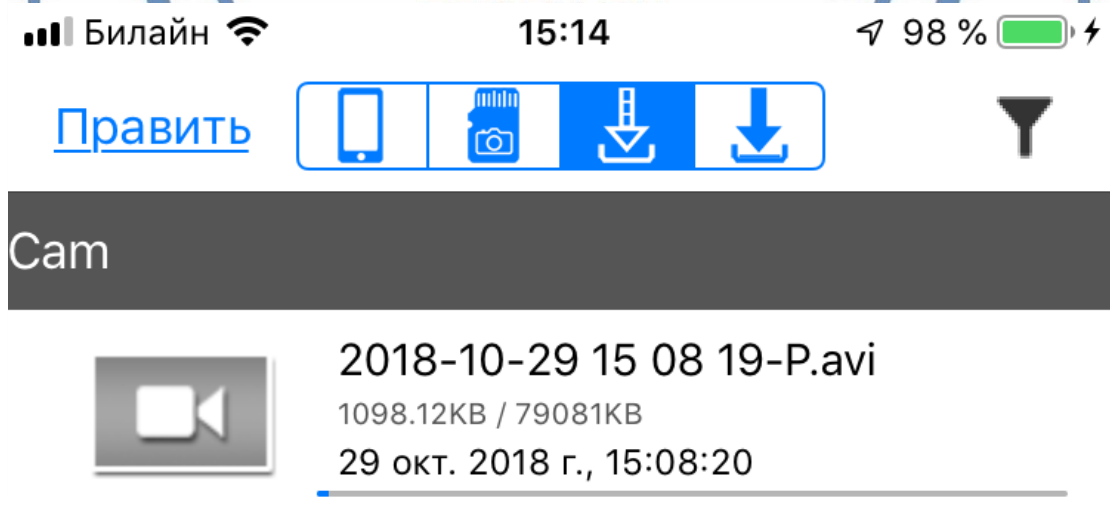 Билайн 15:14 98 %
Править
Cam
2018-10-29 15 08 19-P.avi
1098.12KB / 79081KB
29 окт. 2018 г., 15:08:20